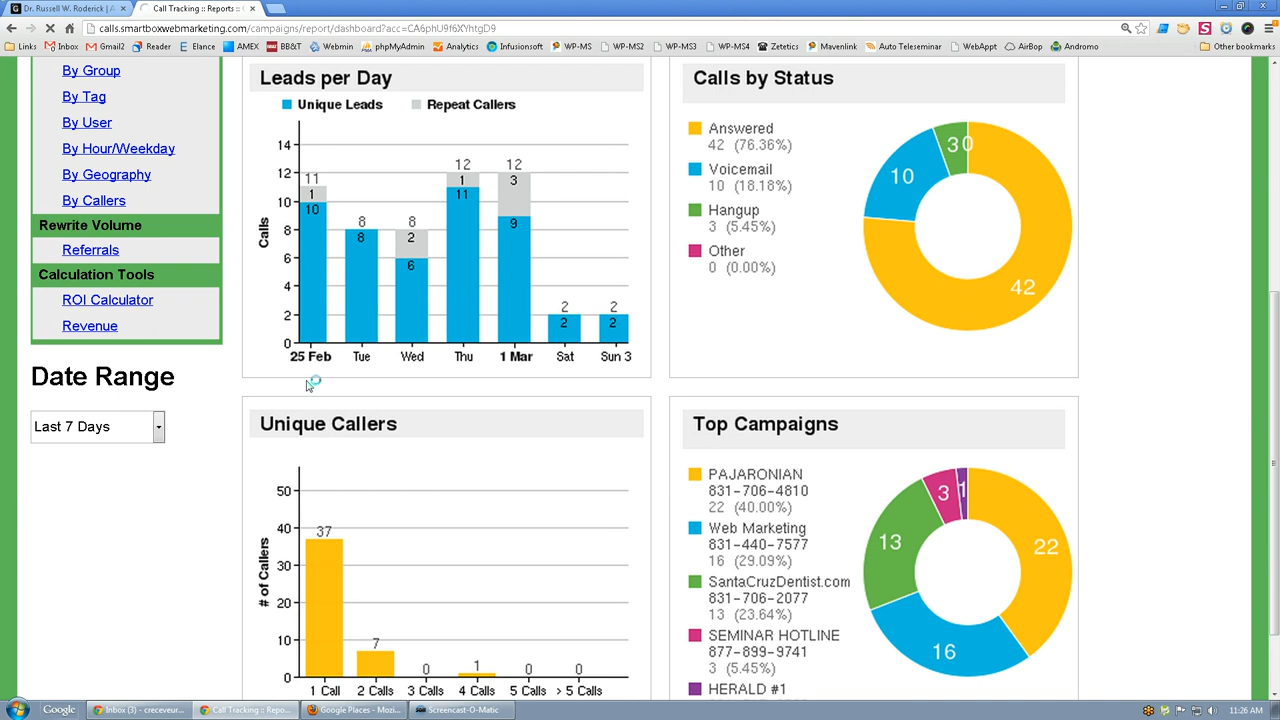 Dr. Russell W. Roderick | A
Call Tracking :: Reports ::
calls.smartboxwebmarketing.com/campaigns/report/dashboard?acc=CA6phU9f6XYhtgD9
Links Inbox Gmail2 Reader Elance AMEX BB&T Webmin phpMyAdmin Analytics Infusionsoft WP-MS WP-MS2 WP-MS3 WP-MS4 Zetetics Mavenlink Auto Teleseminar WebAppt AirBop Andromo Other bookmarks
By Group
By Tag
By User
By Hour/Weekday
By Geography
By Callers
Rewrite Volume
Referrals
Calculation Tools
ROI Calculator
Revenue
Date Range
Last 7 Days
Leads per Day
Unique Leads Repeat Callers
Calls
14
12
10
8
6
4
2
0
11
1
10
8
8
8
2
6
12
1
11
12
3
9
2
2
2
2
25 Feb Tue Wed Thu 1 Mar Sat Sun 3
Calls by Status
Answered
42 (76.36%)
Voicemail
10 (18.18%)
Hangup
3 (5.45%)
Other
0 (0.00%)
30
10
42
Unique Callers
# of Callers
50
40
30
20
10
0
37
7
0
1
0
0
1 Call 2 Calls 3 Calls 4 Calls 5 Calls > 5 Calls
Top Campaigns
PAJARONIAN
831-706-4810
22 (40.00%)
Web Marketing
831-440-7577
16 (29.09%)
SantaCruzDentist.com
831-706-2077
13 (23.64%)
SEMINAR HOTLINE
877-899-9741
3 (5.45%)
HERALD #1
3
1
13
22
16
Google Inbox (3) - creceveur... Call Tracking :: Repo... Google Places - Mozi... Screencast-O-Matic 11:26 AM